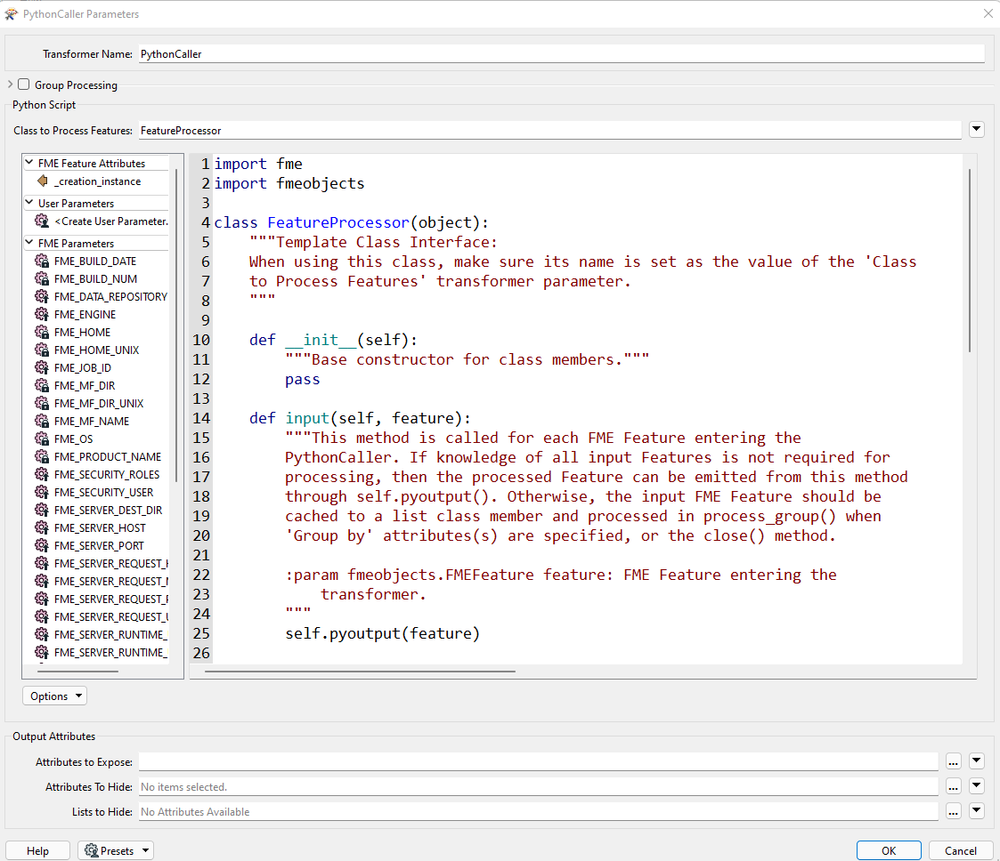 PythonCaller Parameters
Transformer Name: PythonCaller
Group Processing
Python Script
Class to Process Features: FeatureProcessor
FME Feature Attributes
_creation_instance
User Parameters
<Create User Parameter.
FME Parameters
FME_BUILD_DATE
FME_BUILD_NUM
FME_DATA_REPOSITORY
FME_ENGINE
FME_HOME
FME_HOME_UNIX
FME_JOB_ID
FME_MF_DIR
FME_MF_DIR_UNIX
FME_MF_NAME
FME_OS
FME_PRODUCT_NAME
FME_SECURITY_ROLES
FME_SECURITY_USER
FME_SERVER_DEST_DIR
FME_SERVER_HOST
FME_SERVER_PORT
FME_SERVER_REQUEST_
FME_SERVER_REQUEST_
FME_SERVER_REQUEST_
FME_SERVER_REQUEST_
FME_SERVER_RUNTIME_
FME_SERVER_RUNTIME_
1 import fme
2 import fmeobjects
3
4 class FeatureProcessor(object):
5     """Template Class Interface:
6     When using this class, make sure its name is set as the value of the 'Class
7     to Process Features' transformer parameter.
8     """
9
10     def __init__(self):
11         """Base constructor for class members."""
12         pass
13
14     def input(self, feature):
15         """This method is called for each FME Feature entering the
16         PythonCaller. If knowledge of all input Features is not required for
17         processing, then the processed Feature can be emitted from this method
18         through self.pyoutput(). Otherwise, the input FME Feature should be
19         cached to a list class member and processed in process_group() when
20         'Group by' attributes(s) are specified, or the close() method.
21
22         :param fmeobjects.FMEFeature feature: FME Feature entering the
23             transformer.
24         """
25         self.pyoutput(feature)
26
Options
Output Attributes
Attributes to Expose:
...
Attributes To Hide: No items selected.
...
Lists to Hide: No Attributes Available
...
Help
Presets
OK
Cancel